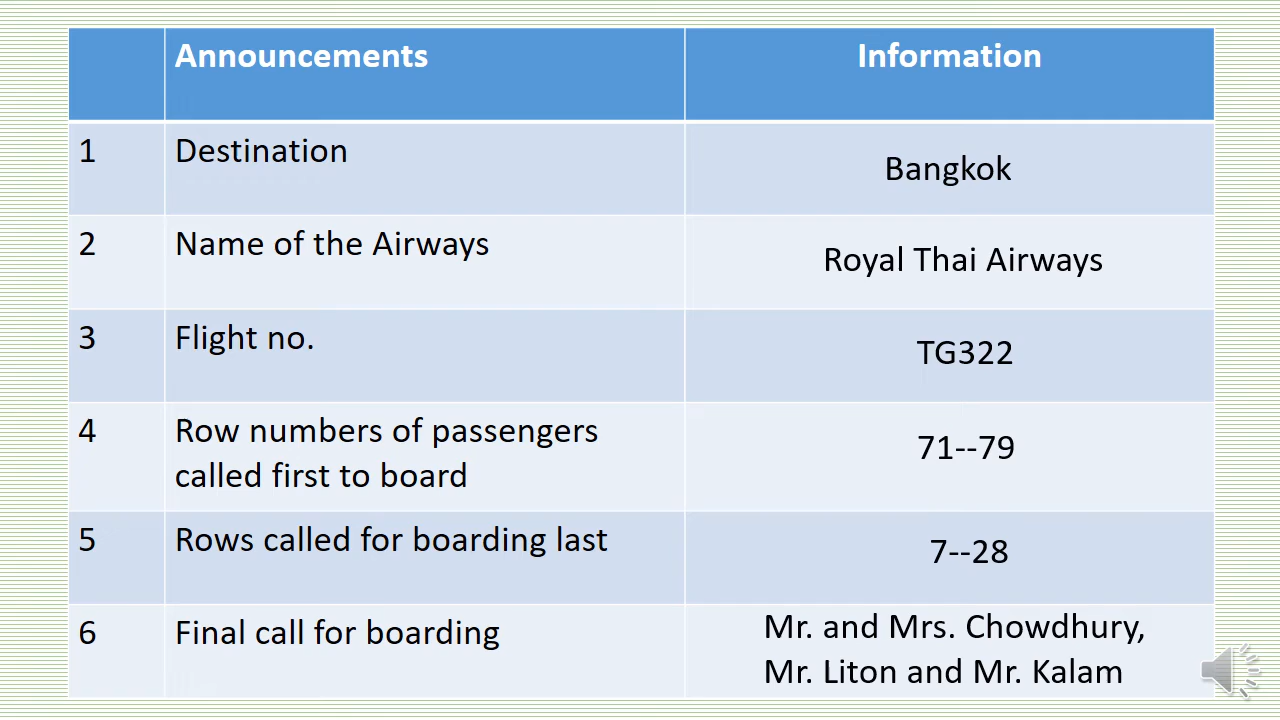 Announcements Information
1 Destination Bangkok
2 Name of the Airways Royal Thai Airways
3 Flight no. TG322
4 Row numbers of passengers
called first to board 71--79
5 Rows called for boarding last 7--28
6 Final call for boarding Mr. and Mrs. Chowdhury,
Mr. Liton and Mr. Kalam